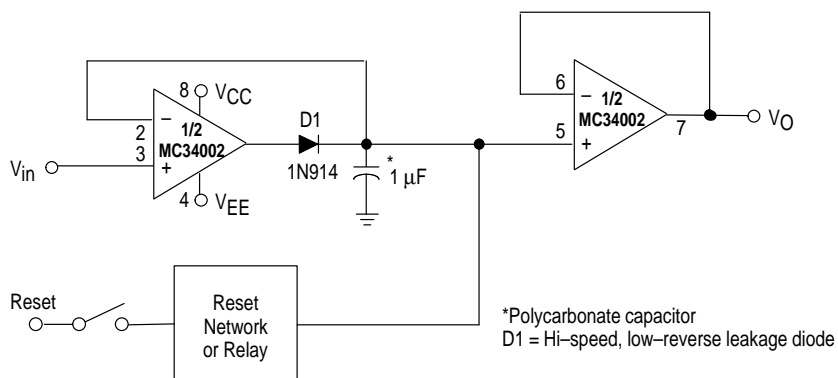 8
VCC
6
1/2
MC34002
2
3
–
+
D1
1N914
*
1 µF
4
VEE
Vin
–
1/2
MC34002
5
+
7
VO
Reset
Reset
Network
or Relay
*Polycarbonate capacitor
D1 = Hi–speed, low–reverse leakage diode